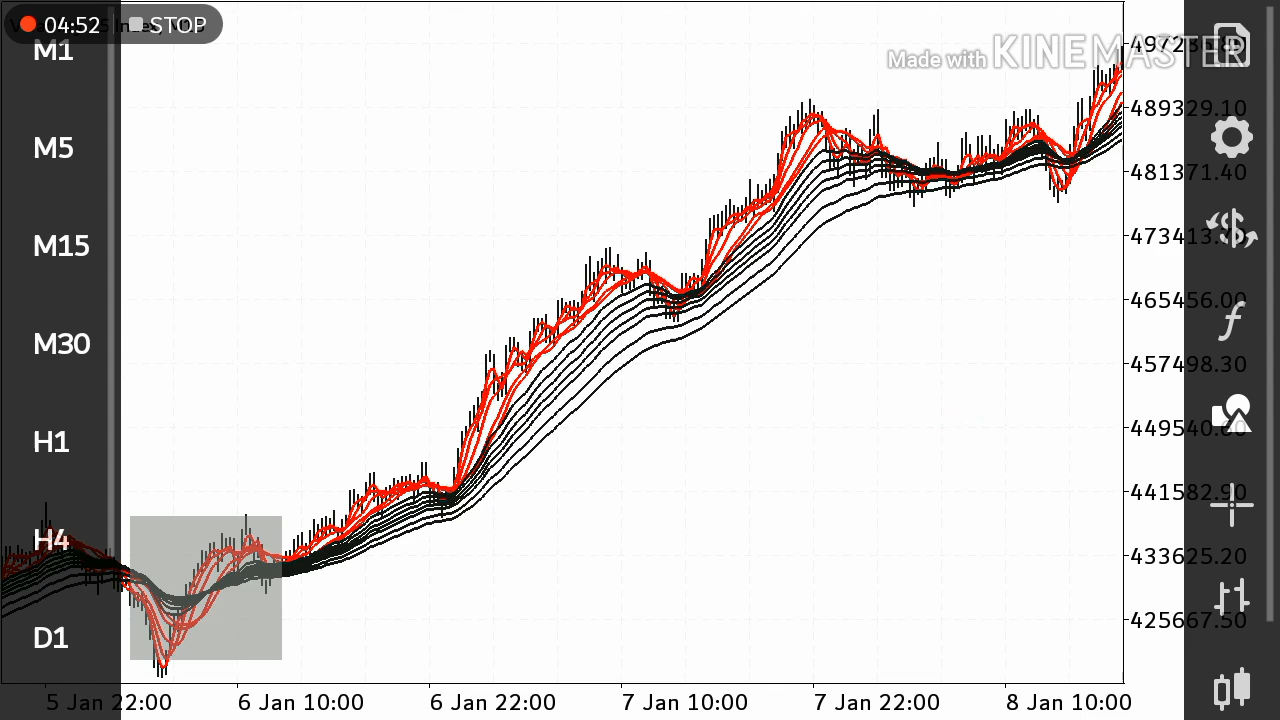 04:52 STOP
M1
M5
M15
M30
H1
H4
D1
Made with KINEMASTER
489329.10
481371.40
465456.00
457498.30
441582.90
433625.20
425667.50
5 Jan 22:00
6 Jan 10:00
6 Jan 22:00
7 Jan 10:00
7 Jan 22:00
8 Jan 10:00